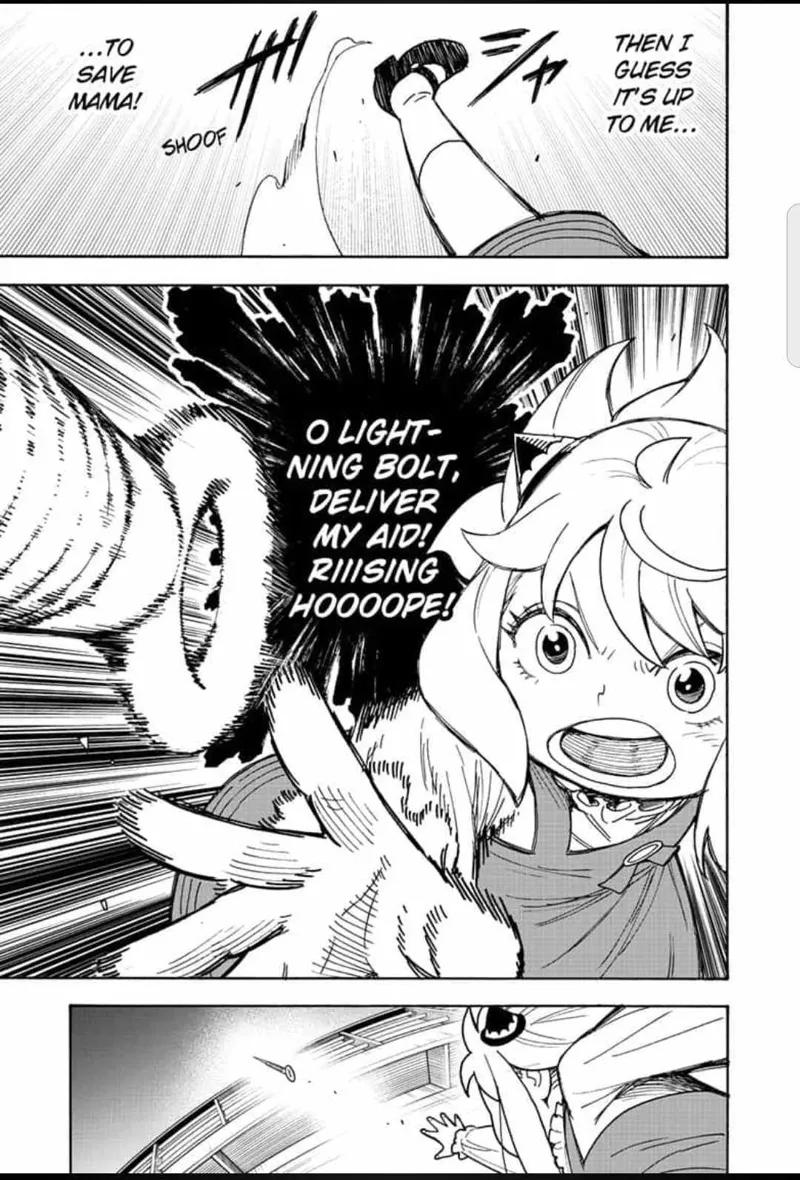 THEN I
GUESS
IT'S UP
TO ME...
...TO
SAVE
MAMA!
SHOOF
O LIGHT-
NING BOLT,
DELIVER
MY AID!
RIIISING
HOOOOPE!